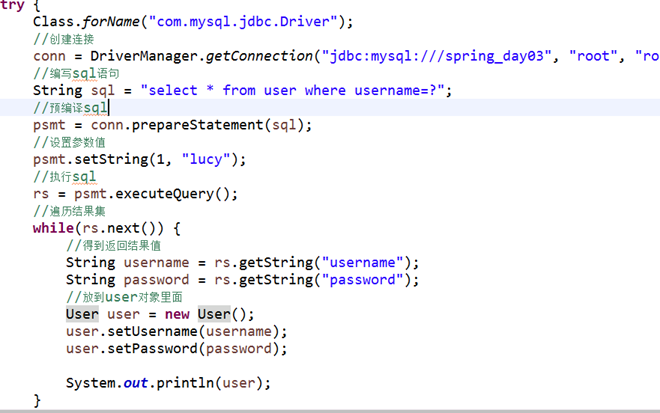 try {
Class.forName("com.mysql.jdbc.Driver");
//创建连接
conn = DriverManager.getConnection("jdbc:mysql:///spring_day03", "root", "ro
//编写sql语句
String sql = "select * from user where username=?";
//预编译sql
psmt = conn.prepareStatement(sql);
//设置参数值
psmt.setString(1, "lucy");
//执行sql
rs = psmt.executeQuery();
//遍历结果集
while(rs.next()) {
//得到返回结果值
String username = rs.getString("username");
String password = rs.getString("password");
//放到user对象里面
User user = new User();
user.setUsername(username);
user.setPassword(password);
System.out.println(user);
}